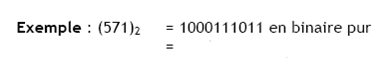 Exemple : (571)₂ = 1000111011 en binaire pur
=